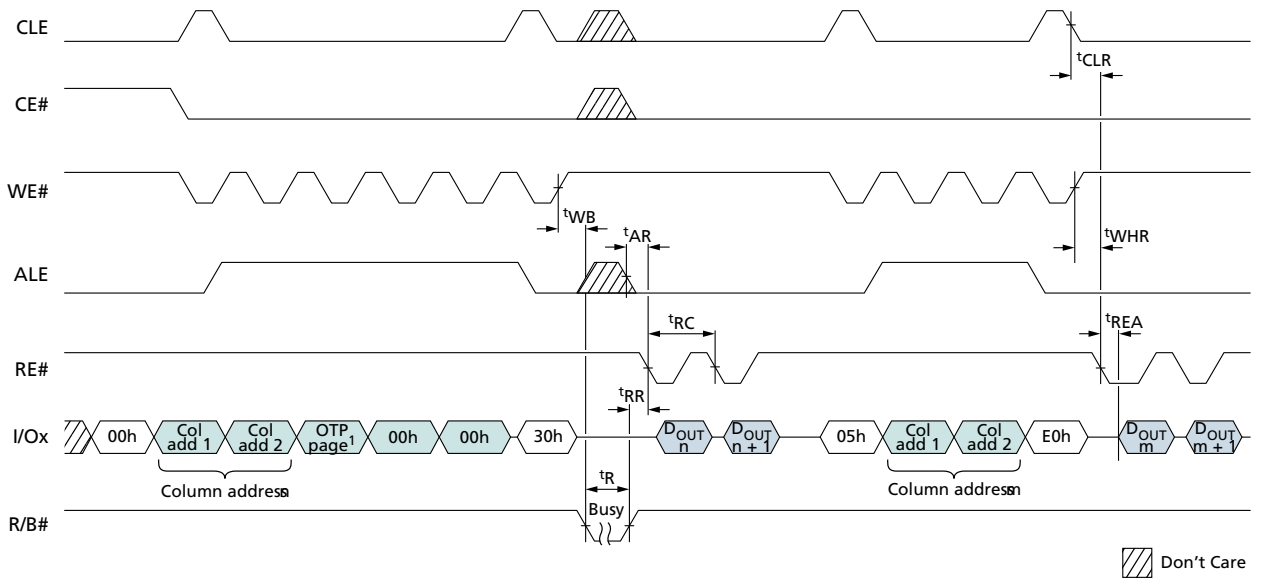 CLE
tCLR
CE#
WE#
tWB
tAR
tWHR
ALE
tRC
tREA
RE#
tRR
I/Ox
00h
Col add 1
Col add 2
OTP page1
00h
00h
30h
DOUT n
DOUT n + 1
05h
Col add 1
Col add 2
E0h
DOUT m
DOUT m + 1
Column address n
tR
Column address m
R/B#
Busy
Don't Care